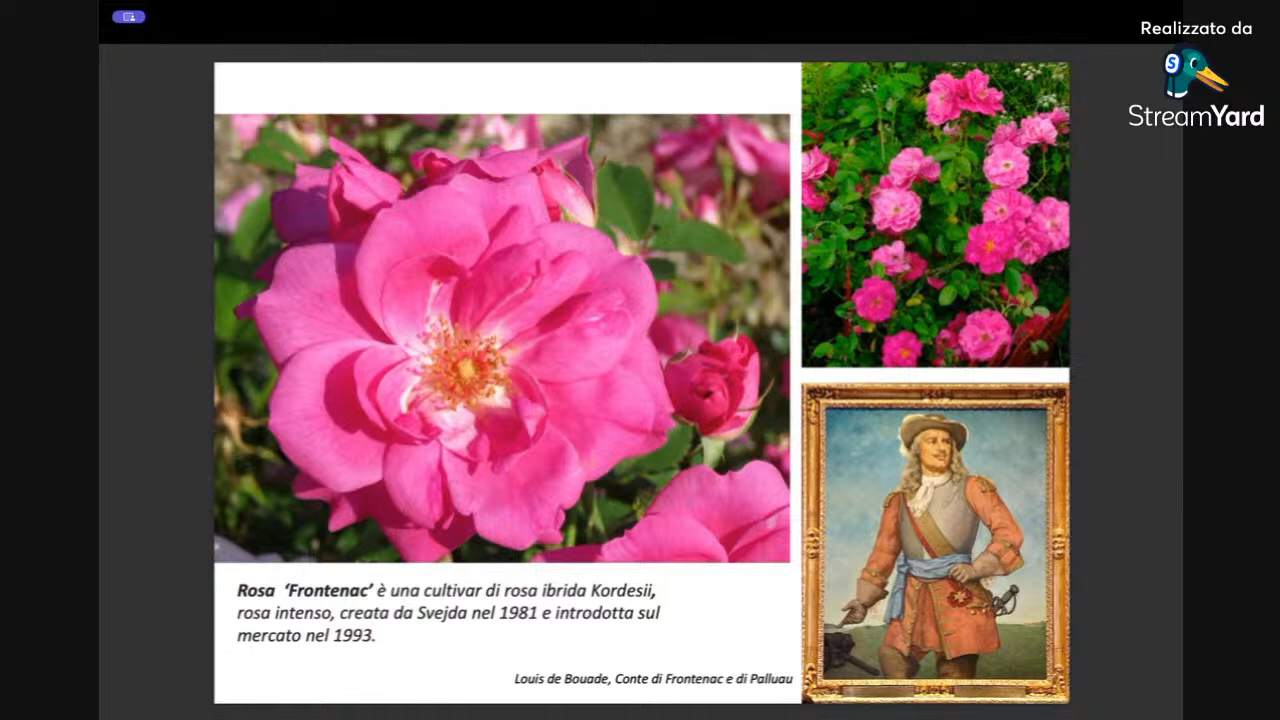 Realizzato da
StreamYard
Rosa ‘Frontenac’ è una cultivar di rosa ibrida Kordesii,
rosa intenso, creata da Svejda nel 1981 e introdotta sul
mercato nel 1993.
Louis de Bouade, Conte di Frontenac e di Palluau